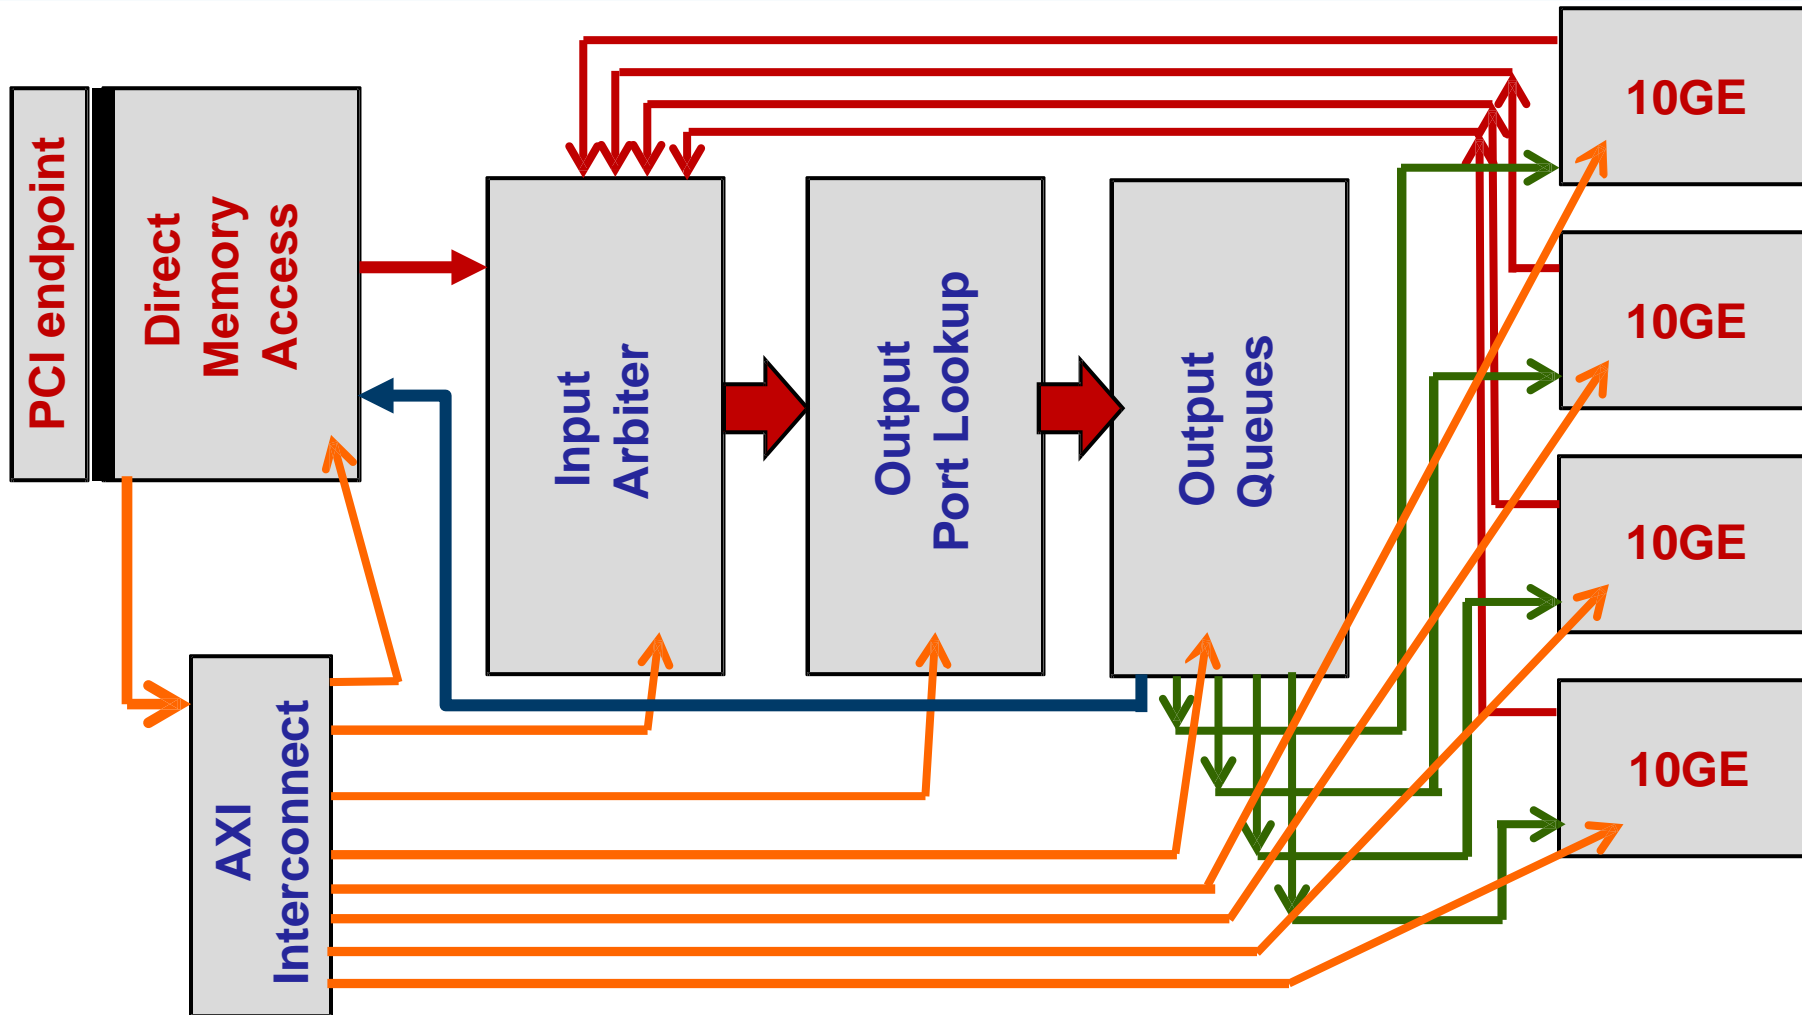 PCI endpoint
Direct
Memory
Access
Input
Arbiter
Output
Port Lookup
Output
Queues
10GE
10GE
10GE
10GE
AXI
Interconnect